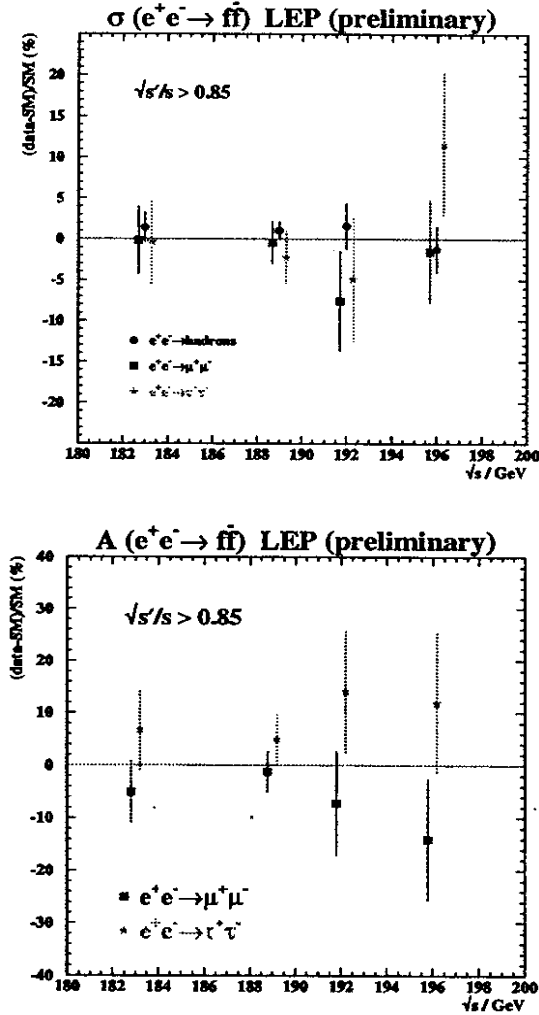 σ (e⁺e⁻→ ff̄) LEP (preliminary)
(data-SM)/SM (%)
√s'/s > 0.85
20
15
10
5
0
-5
-10
-15
-20
e⁺e⁻→hadrons
e⁺e⁻→μ⁺μ⁻
e⁺e⁻→τ⁺τ⁻
180 182 184 186 188 190 192 194 196 198 200
√s / GeV
A (e⁺e⁻→ ff̄) LEP (preliminary)
(data-SM)/SM (%)
√s'/s > 0.85
40
30
20
10
0
-10
-20
-30
-40
e⁺e⁻→μ⁺μ⁻
e⁺e⁻→τ⁺τ⁻
180 182 184 186 188 190 192 194 196 198 200
√s / GeV